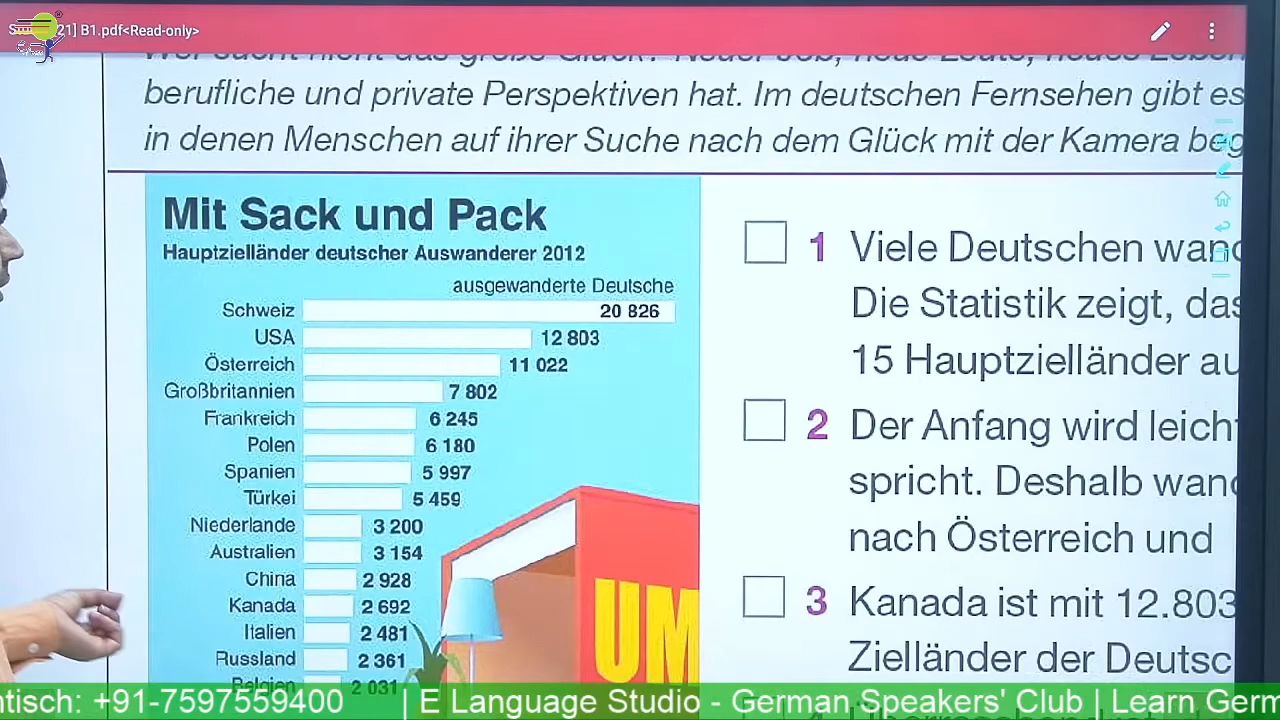 21] B1.pdf<Read-only>
berufliche und private Perspektiven hat. Im deutschen Fernsehen gibt es
in denen Menschen auf ihrer Suche nach dem Glück mit der Kamera beg
Mit Sack und Pack
Hauptzielländer deutscher Auswanderer 2012
ausgewanderte Deutsche
Schweiz 20 826
USA 12 803
Österreich 11 022
Großbritannien 7 802
Frankreich 6 245
Polen 6 180
Spanien 5 997
Türkei 5 459
Niederlande 3 200
Australien 3 154
China 2 928
Kanada 2 692
Italien 2 481
Russland 2 361
Belgien 2 031
UM
1 Viele Deutschen wand
Die Statistik zeigt, das
15 Hauptzielländer au
2 Der Anfang wird leicht
spricht. Deshalb wand
nach Österreich und
3 Kanada ist mit 12.803
Zielländer der Deutsc
ntisch: +91-7597559400 | E Language Studio - German Speakers' Club | Learn Germ